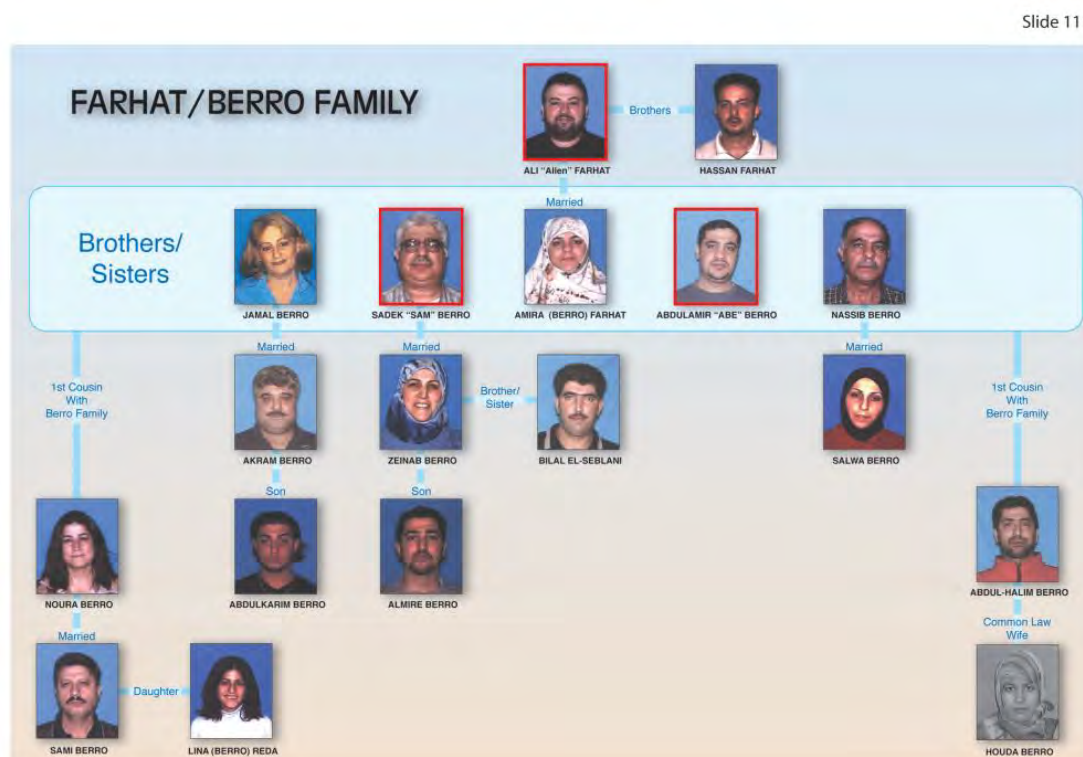 Slide 11
FARHAT/BERRO FAMILY
Brothers
ALI "Alien" FARHAT
HASSAN FARHAT
Married
Brothers/
Sisters
JAMAL BERRO
SADEK "SAM" BERRO
AMIRA (BERRO) FARHAT
ABDULAMIR "ABE" BERRO
NASSIB BERRO
Married
Married
Married
1st Cousin
With
Berro Family
Brother/
Sister
1st Cousin
With
Berro Family
AKRAM BERRO
ZEINAB BERRO
BILAL EL-SEBLANI
SALWA BERRO
Son
Son
NOURA BERRO
ABDULKARIM BERRO
ALMIRE BERRO
ABDUL-HALIM BERRO
Married
Common Law
Wife
Daughter
SAMI BERRO
LINA (BERRO) REDA
HOUDA BERRO